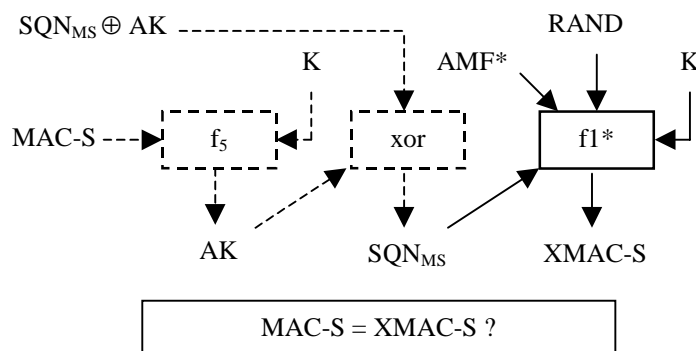 SQN_MS ⊕ AK
RAND
K
AMF*
K
MAC-S
f₅
xor
f1*
AK
SQN_MS
XMAC-S
MAC-S = XMAC-S ?